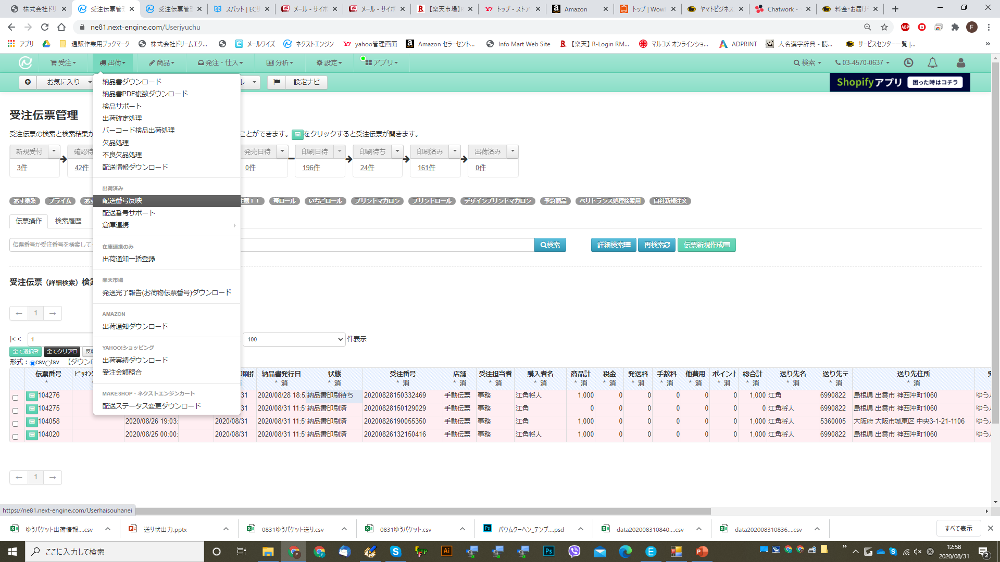 株式会社ドリ
受注伝票管理
受注伝票管理
スパット | ECサ
メール - サイボ
メール - サイボ
【楽天市場】R
トップ - ストア
Amazon
トップ | Wow!
ヤマトビジネス
Chatwork -
料金・お届け
ne81.next-engine.com/Userjyuchu
アプリ
通販作業用ブックマーク
株式会社ドリームエク...
メールワイズ
ネクストエンジン
yahoo管理画面
Amazon セラーセント...
Info Mart Web Site
【楽天】R-Login RM...
マルコメ オンラインショ...
ADPRINT
人名漢字辞典 - 読...
サービスセンター一覧 |...
受注
出荷
商品
発注・仕入
分析
設定
アプリ
検索
03-4570-0637
お気に入り
設定ナビ
Shopifyアプリ 困った時はコチラ
納品書ダウンロード
納品書PDF複数ダウンロード
検品サポート
出荷確定処理
バーコード検品出荷処理
欠品処理
不良欠品処理
配送情報ダウンロード
出荷済み
配送番号反映
配送番号サポート
倉庫連携
在庫連携のみ
出荷通知一括登録
楽天市場
発送完了報告(お荷物伝票番号)ダウンロード
AMAZON
出荷通知ダウンロード
YAHOO!ショッピング
出荷実績ダウンロード
受注金額照合
MAKESHOP・ネクストエンジンカート
配送ステータス変更ダウンロード
受注伝票管理
受注伝票の検索と検索結果か
ことができます。 をクリックすると受注伝票が開きます。
新規受付 確認待 発売日待 印刷日待 印刷待ち 印刷済み 出荷済み
3件 42件 0件 196件 24件 161件 0件
あす楽系 プライム あす 注意！！ 苺ロール いちごロール プリントマカロン プリントロール デザインプリントマカロン 予約商品 ベリトランス処理検索用 自社新規注文
伝票操作 検索履歴
伝票番号か受注番号を検索して
検索 詳細検索 再検索 伝票新規作成
受注伝票（詳細検索）検索
← 1 →
|< < 1 100 件表示
全て選択 全てクリア 反転
形式：csv tsv 【ダウンロ
伝票番号 ﾋﾟｯｷﾝｸ 印刷指 納品書発行日 状態 受注番号 店舗 受注担当者 購入者名 商品計 税金 発送料 手数料 他費用 ポイント 総合計 送り先名 送り先〒 送り先住所 発
* * 消 * 消 * 消 * 消 * 消 * 消 * 消 * 消 * 消 * 消 * 消 * 消 * 消 * 消 * 消 * 消
104276 31 2020/08/28 18:5 納品書印刷待ち 20200828150332469 手動伝票 事務 江角将人 1,000 0 0 0 0 0 1,000 江角 6990822 島根県 出雲市 神西沖町1060 ゆうパ
104275 31 2020/08/31 11:5 納品書印刷済 20200828150129029 手動伝票 事務 江角 0 0 0 0 0 0 0 江角将人 6990822 島根県 出雲市 神西沖町1060 ゆうパ
104058 2020/08/26 19:03: 2020/08/31 2020/08/31 11:5 納品書印刷済 20200826190055350 手動伝票 事務 江角 1,000 0 0 0 0 0 1,000 江角将人 5360005 大阪府 大阪市城東区 中央3-1-21-1106 ゆうパ
104020 2020/08/25 00:00: 2020/08/31 2020/08/31 11:5 納品書印刷済 20200826132150416 手動伝票 事務 江角将人 1,000 0 0 0 0 0 1,000 江角将人 6990822 島根県 出雲市 神西沖町1060 ゆうパ
← 1 →
https://ne81.next-engine.com/Userhaisouhanei
ゆうパケット出荷情報....csv
送り状出力.pptx
0831ゆうパケット送り.csv
0831ゆうパケット.csv
バウムクーヘン_テンプ....psd
data202008310840....csv
data202008310836....csv
すべて表示
ここに入力して検索
12:58
2020/08/31
2